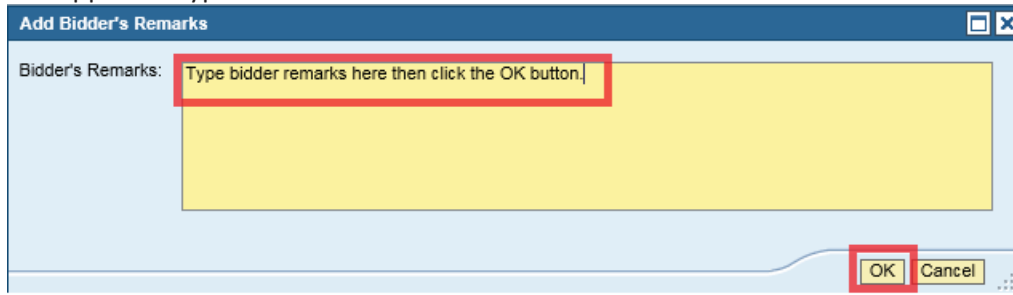 Add Bidder's Remarks
Bidder's Remarks: Type bidder remarks here then click the OK button.
OK Cancel